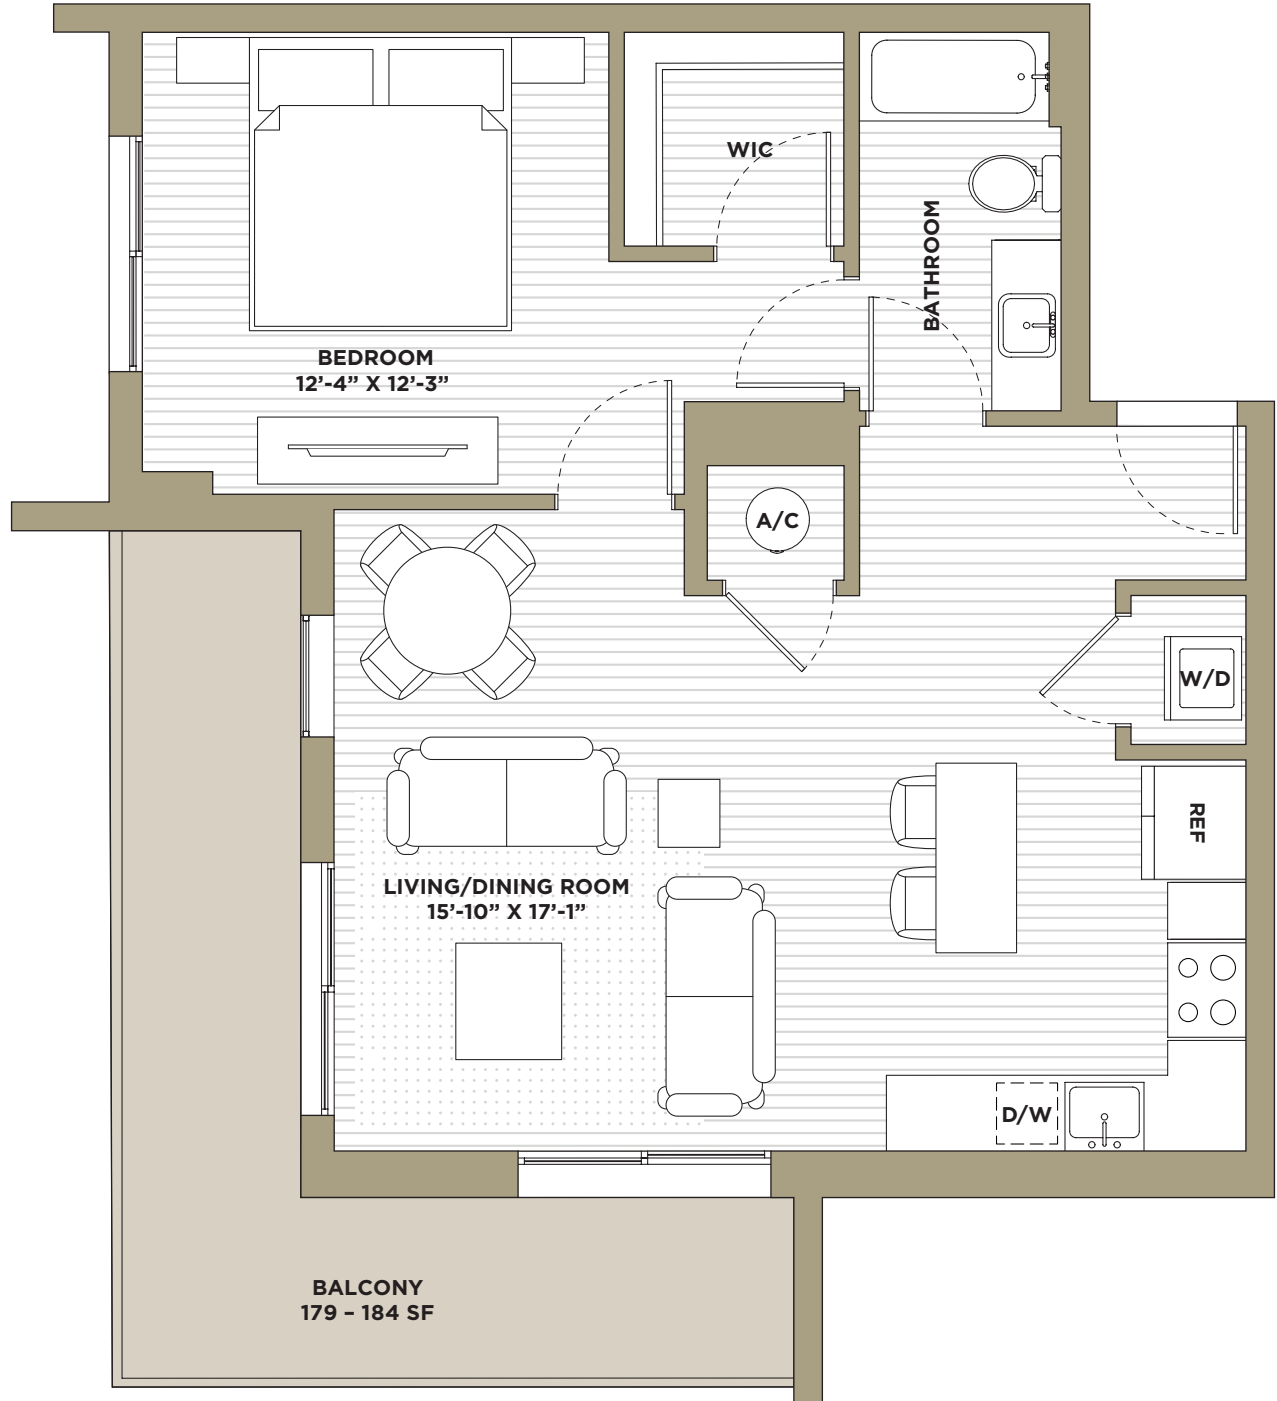 WIC
BATHROOM
BEDROOM
12’-4” X 12’-3”
A/C
W/D
REF
LIVING/DINING ROOM
15’-10” X 17’-1”
D/W
BALCONY
179 – 184 SF